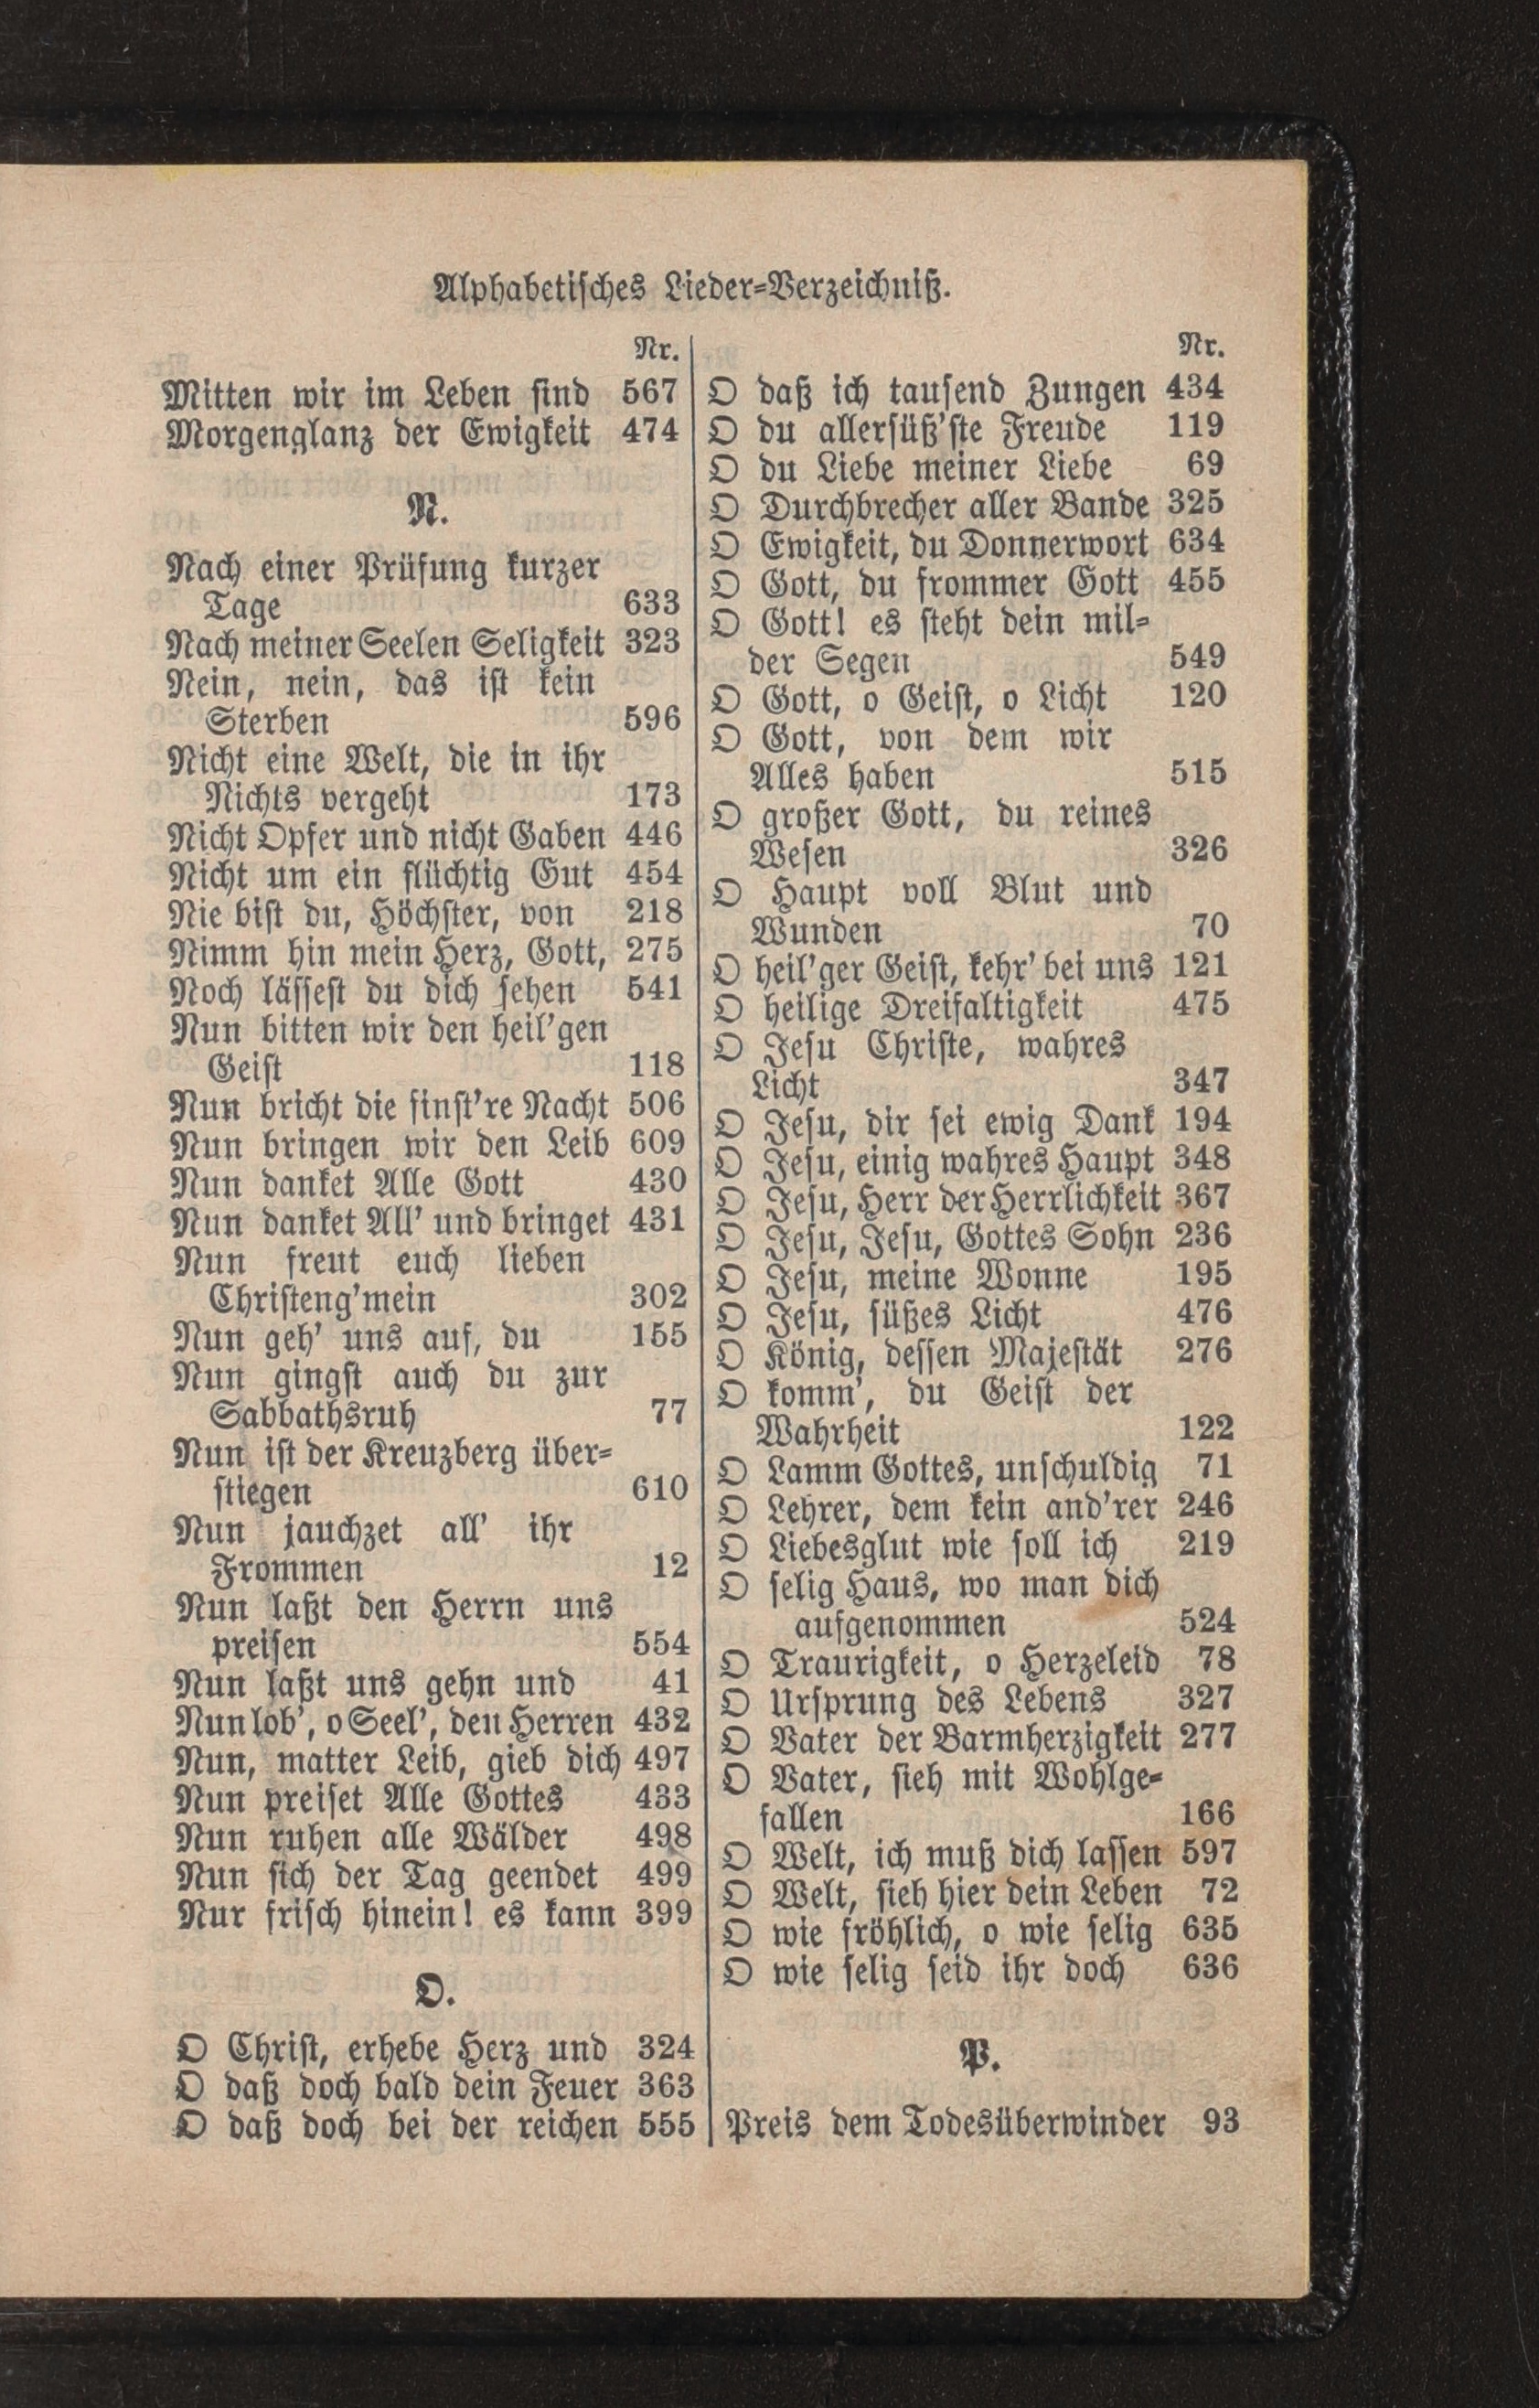 Alphabetisches Lieder-Verzeichniß.
Nr.
Mitten wir im Leben sind 567
Morgenglanz der Ewigkeit 474
N.
Nach einer Prüfung kurzer
Tage 633
Nach meiner Seelen Seligkeit 323
Nein, nein, das ist kein
Sterben 596
Nicht eine Welt, die in ihr
Nichts vergeht 173
Nicht Opfer und nicht Gaben 446
Nicht um ein flüchtig Gut 454
Nie bist du, Höchster, von 218
Nimm hin mein Herz, Gott, 275
Noch lässest du dich sehen 541
Nun bitten wir den heil'gen
Geist 118
Nun bricht die finst're Nacht 506
Nun bringen wir den Leib 609
Nun danket Alle Gott 430
Nun danket All' und bringet 431
Nun freut euch lieben
Christeng'mein 302
Nun geh' uns auf, du 155
Nun gingst auch du zur
Sabbathsruh 77
Nun ist der Kreuzberg über-
stiegen 610
Nun jauchzet all' ihr
Frommen 12
Nun laßt den Herrn uns
preisen 554
Nun laßt uns gehn und 41
Nun lob', o Seel', den Herren 432
Nun, matter Leib, gieb dich 497
Nun preiset Alle Gottes 433
Nun ruhen alle Wälder 498
Nun sich der Tag geendet 499
Nur frisch hinein! es kann 399
O.
O Christ, erhebe Herz und 324
O daß doch bald dein Feuer 363
O daß doch bei der reichen 555
Nr.
O daß ich tausend Zungen 434
O du allersüß'ste Freude 119
O du Liebe meiner Liebe 69
O Durchbrecher aller Bande 325
O Ewigkeit, du Donnerwort 634
O Gott, du frommer Gott 455
O Gott! es steht dein mil-
der Segen 549
O Gott, o Geist, o Licht 120
O Gott, von dem wir
Alles haben 515
O großer Gott, du reines
Wesen 326
O Haupt voll Blut und
Wunden 70
O heil'ger Geist, kehr' bei uns 121
O heilige Dreifaltigkeit 475
O Jesu Christe, wahres
Licht 347
O Jesu, dir sei ewig Dank 194
O Jesu, einig wahres Haupt 348
O Jesu, Herr der Herrlichkeit 367
O Jesu, Jesu, Gottes Sohn 236
O Jesu, meine Wonne 195
O Jesu, süßes Licht 476
O König, dessen Majestät 276
O komm', du Geist der
Wahrheit 122
O Lamm Gottes, unschuldig 71
O Lehrer, dem kein and'rer 246
O Liebesglut wie soll ich 219
O selig Haus, wo man dich
aufgenommen 524
O Traurigkeit, o Herzeleid 78
O Ursprung des Lebens 327
O Vater der Barmherzigkeit 277
O Vater, sieh mit Wohlge-
fallen 166
O Welt, ich muß dich lassen 597
O Welt, sieh hier dein Leben 72
O wie fröhlich, o wie selig 635
O wie selig seid ihr doch 636
P.
Preis dem Todesüberwinder 93